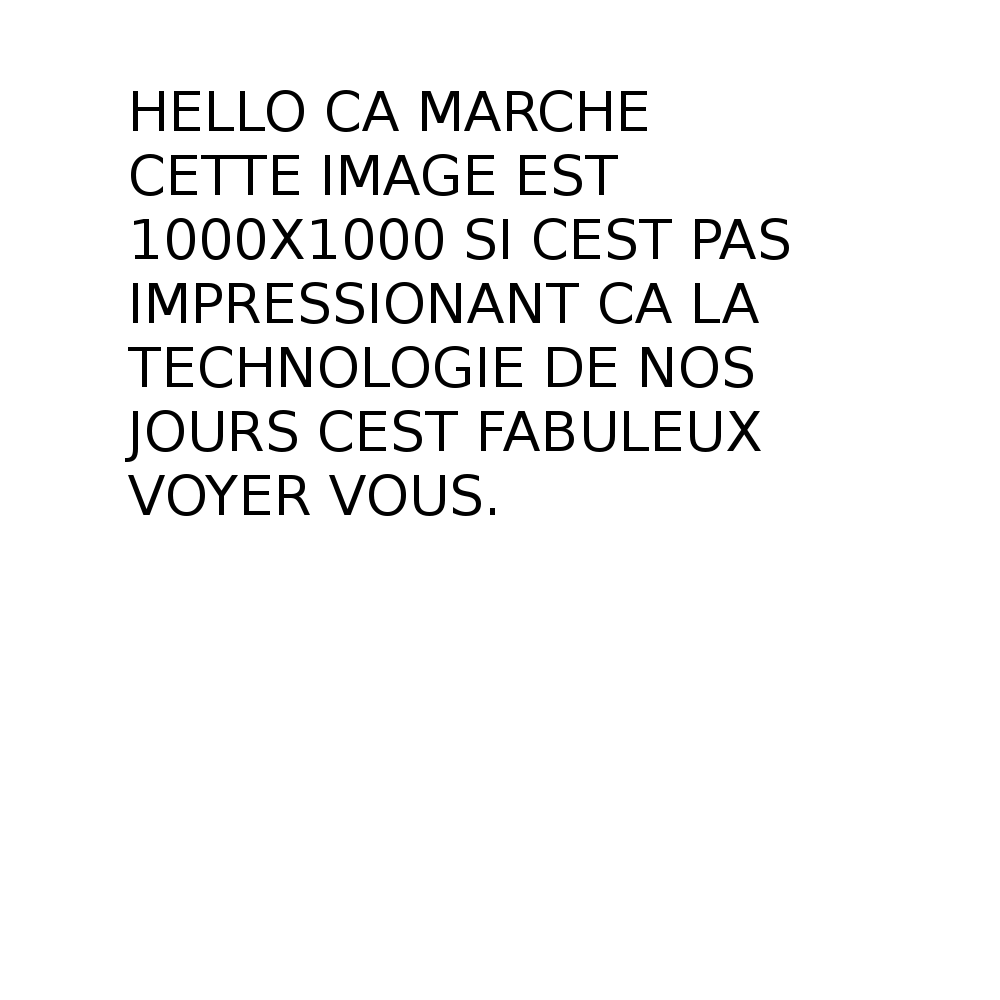 HELLO CA MARCHE
CETTE IMAGE EST
1000X1000 SI CEST PAS
IMPRESSIONANT CA LA
TECHNOLOGIE DE NOS
JOURS CEST FABULEUX
VOYER VOUS.